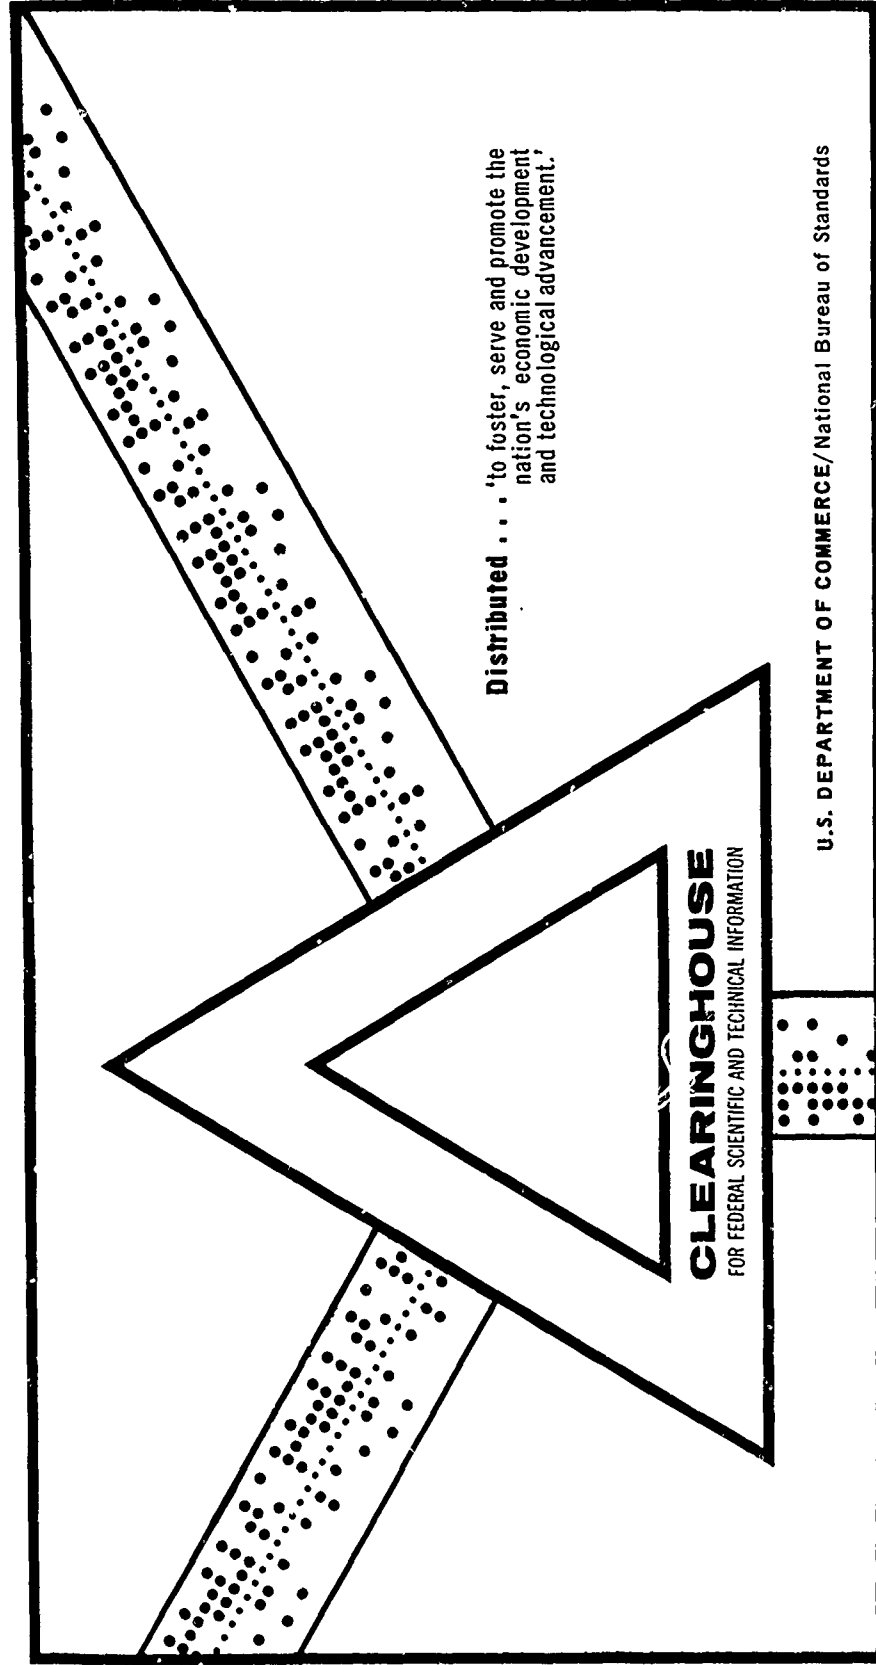 Distributed . . . 'to foster, serve and promote the
nation's economic development
and technological advancement.'
CLEARINGHOUSE
FOR FEDERAL SCIENTIFIC AND TECHNICAL INFORMATION
U.S. DEPARTMENT OF COMMERCE/National Bureau of Standards